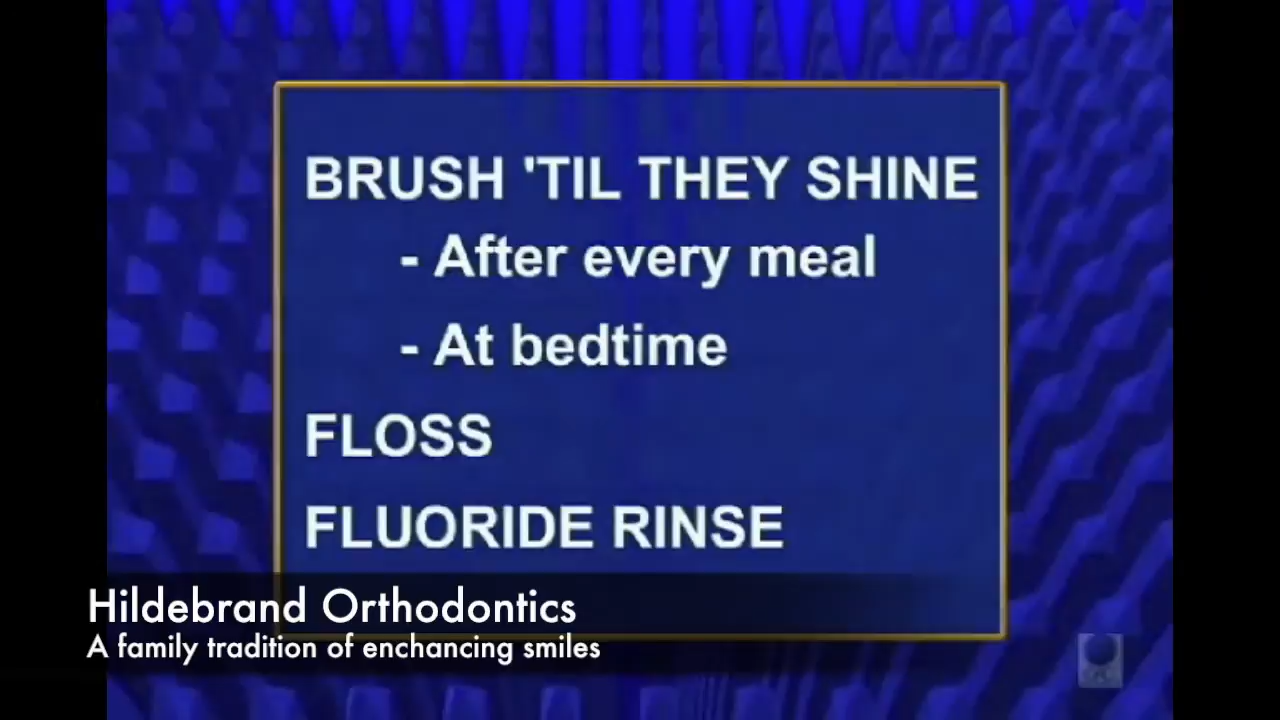 BRUSH 'TIL THEY SHINE
- After every meal
- At bedtime
FLOSS
FLUORIDE RINSE
Hildebrand Orthodontics
A family tradition of enchancing smiles